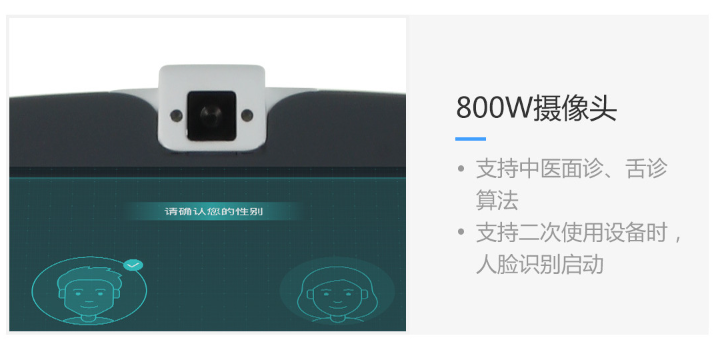 800W摄像头
• 支持中医面诊、舌诊
算法
• 支持二次使用设备时，
人脸识别启动
请确认您的性别